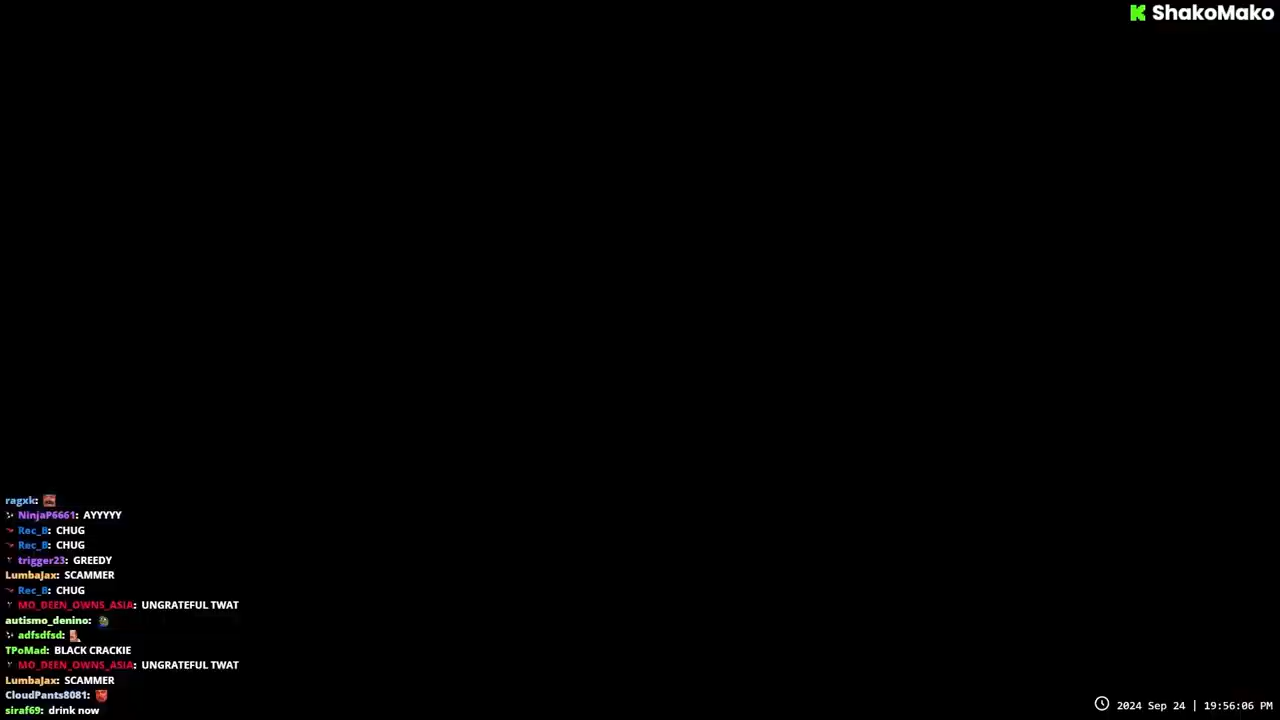 ShakoMako
ragxk:
NinjaP6661: AYYYYY
Rec_B: CHUG
Rec_B: CHUG
trigger23: GREEDY
LumbaJax: SCAMMER
Rec_B: CHUG
MO_DEEN_OWNS_ASIA: UNGRATEFUL TWAT
autismo_denino:
adfsdfsd:
TPoMad: BLACK CRACKIE
MO_DEEN_OWNS_ASIA: UNGRATEFUL TWAT
LumbaJax: SCAMMER
CloudPants8081:
siraf69: drink now
2024 Sep 24 | 19:56:06 PM